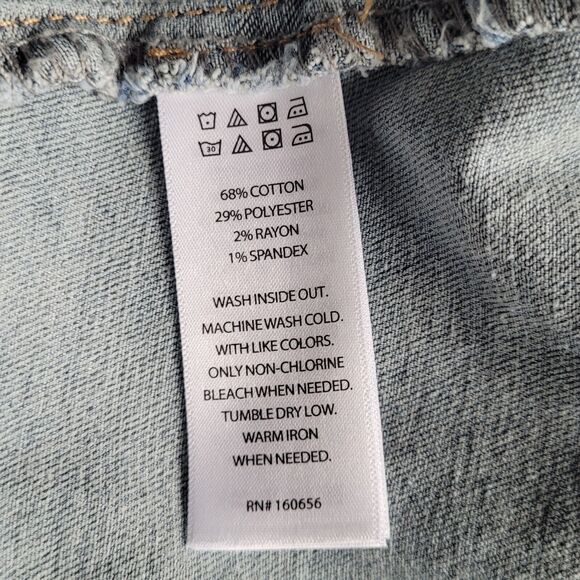 30
68% COTTON
29% POLYESTER
2% RAYON
1% SPANDEX
WASH INSIDE OUT.
MACHINE WASH COLD.
WITH LIKE COLORS.
ONLY NON-CHLORINE
BLEACH WHEN NEEDED.
TUMBLE DRY LOW.
WARM IRON
WHEN NEEDED.
RN# 160656